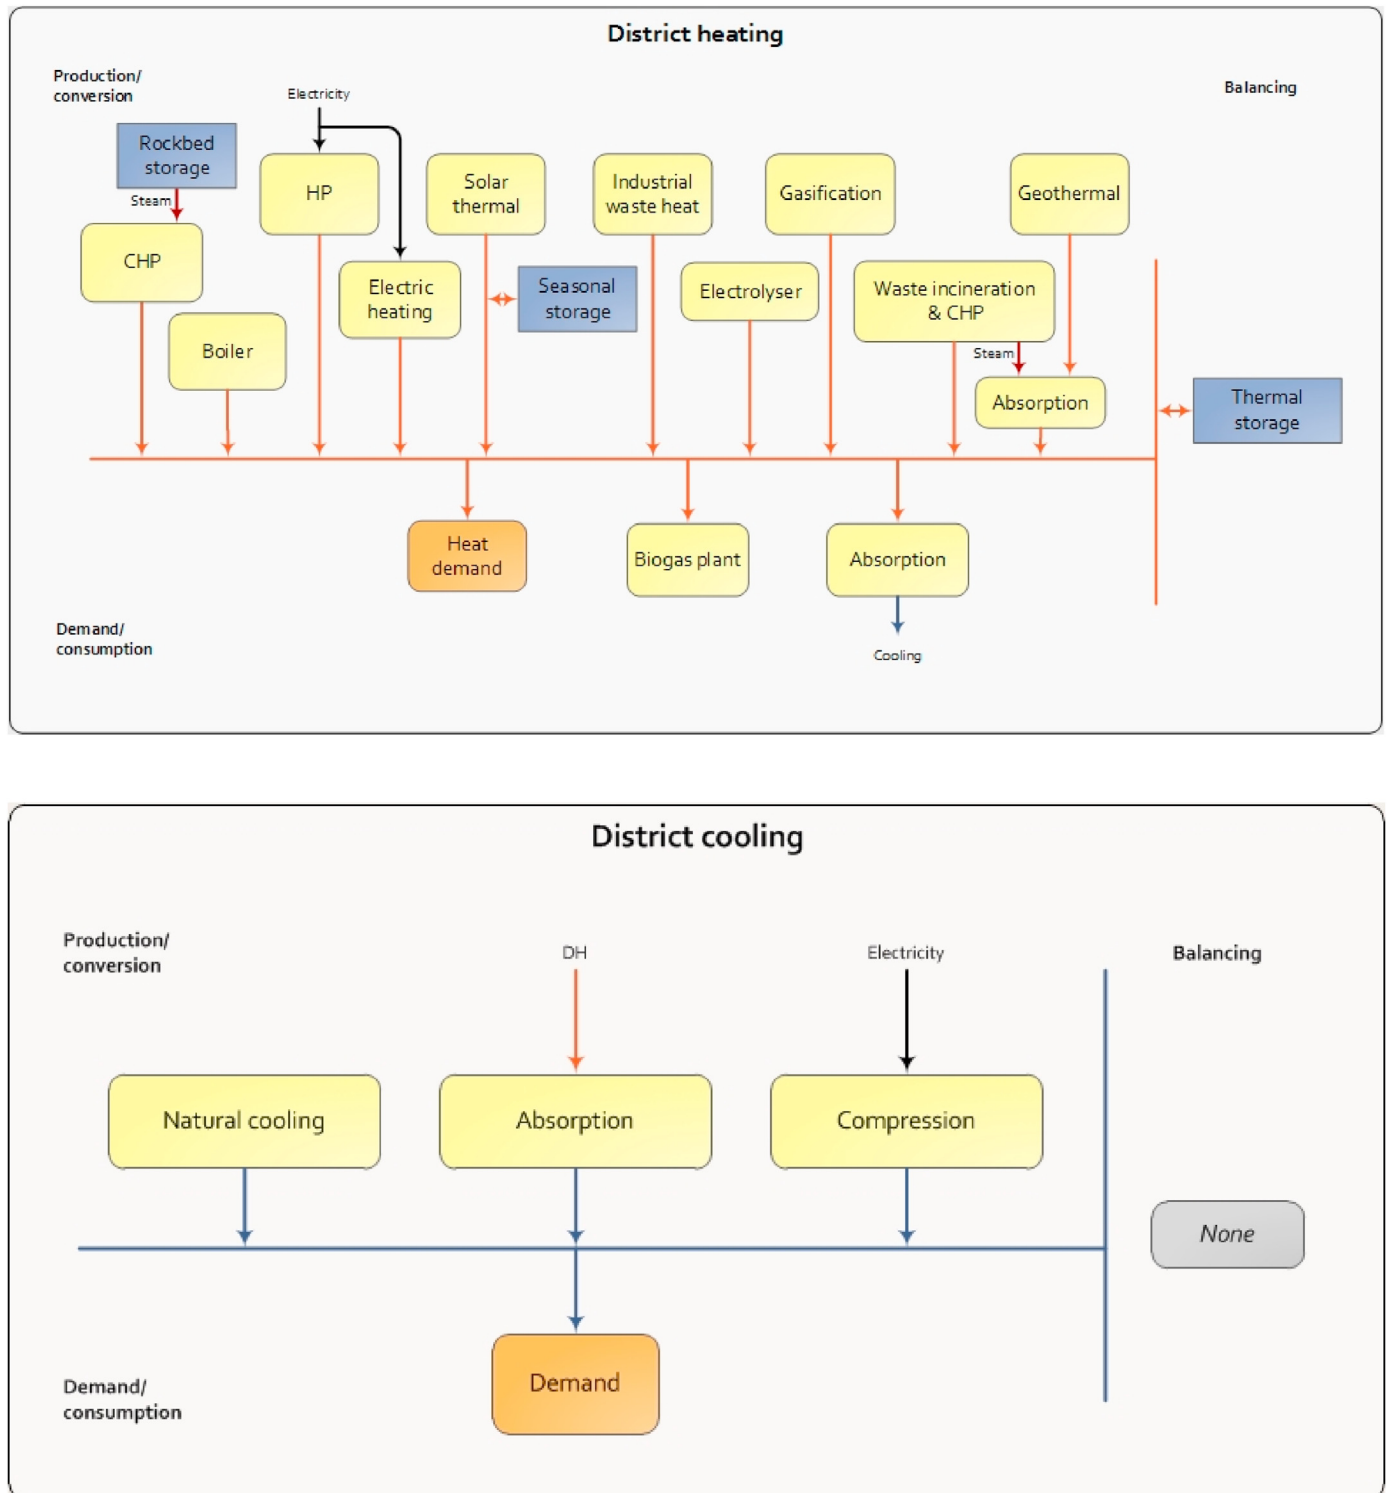 District heating
Production/
conversion
Electricity
Balancing
Rockbed
storage
Steam
CHP
Boiler
HP
Electric
heating
Solar
thermal
Seasonal
storage
Industrial
waste heat
Electrolyser
Gasification
Waste incineration
& CHP
Steam
Geothermal
Absorption
Thermal
storage
Heat
demand
Biogas plant
Absorption
Cooling
Demand/
consumption
District cooling
Production/
conversion
DH
Electricity
Balancing
Natural cooling
Absorption
Compression
None
Demand
Demand/
consumption